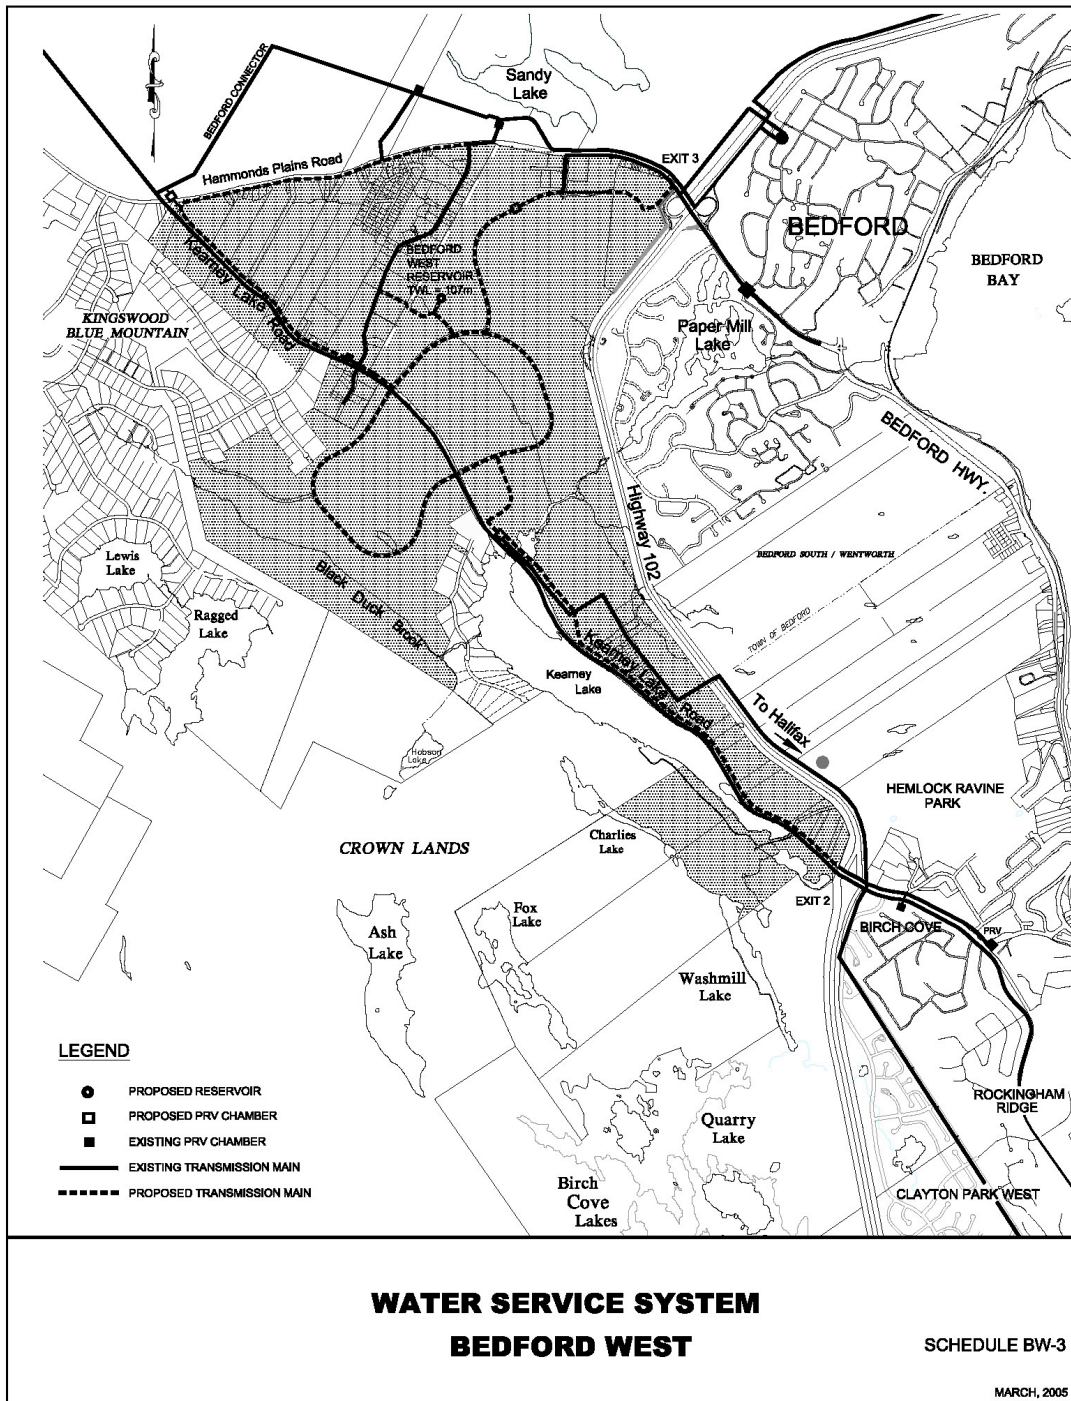 Sandy
Lake
BEDFORD CONNECTOR
EXIT 3
Hammonds Plains Road
BEDFORD
BEDFORD
BAY
BEDFORD
WEST
RESERVOIR
TWL = 107m
Kearney Lake Road
KINGSWOOD
BLUE MOUNTAIN
Paper Mill
Lake
BEDFORD HWY.
Highway 102
BEDFORD SOUTH / WENTWORTH
Lewis
Lake
Black Duck Brook
Ragged
Lake
TOWN OF BEDFORD
Kearney Lake Road
Kearney
Lake
To Halifax
Hobson
Lake
HEMLOCK RAVINE
PARK
Charlies
Lake
CROWN LANDS
EXIT 2
Fox
Lake
Ash
Lake
BIRCH COVE
PRV
Washmill
Lake
LEGEND
PROPOSED RESERVOIR
PROPOSED PRV CHAMBER
EXISTING PRV CHAMBER
EXISTING TRANSMISSION MAIN
PROPOSED TRANSMISSION MAIN
ROCKINGHAM
RIDGE
Quarry
Lake
Birch
Cove
Lakes
CLAYTON PARK WEST
WATER SERVICE SYSTEM
BEDFORD WEST
SCHEDULE BW-3
MARCH, 2005